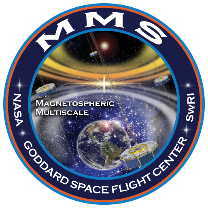 MMS
NASA
MAGNETOSPHERIC
MULTISCALE
SwRI
GODDARD SPACE FLIGHT CENTER